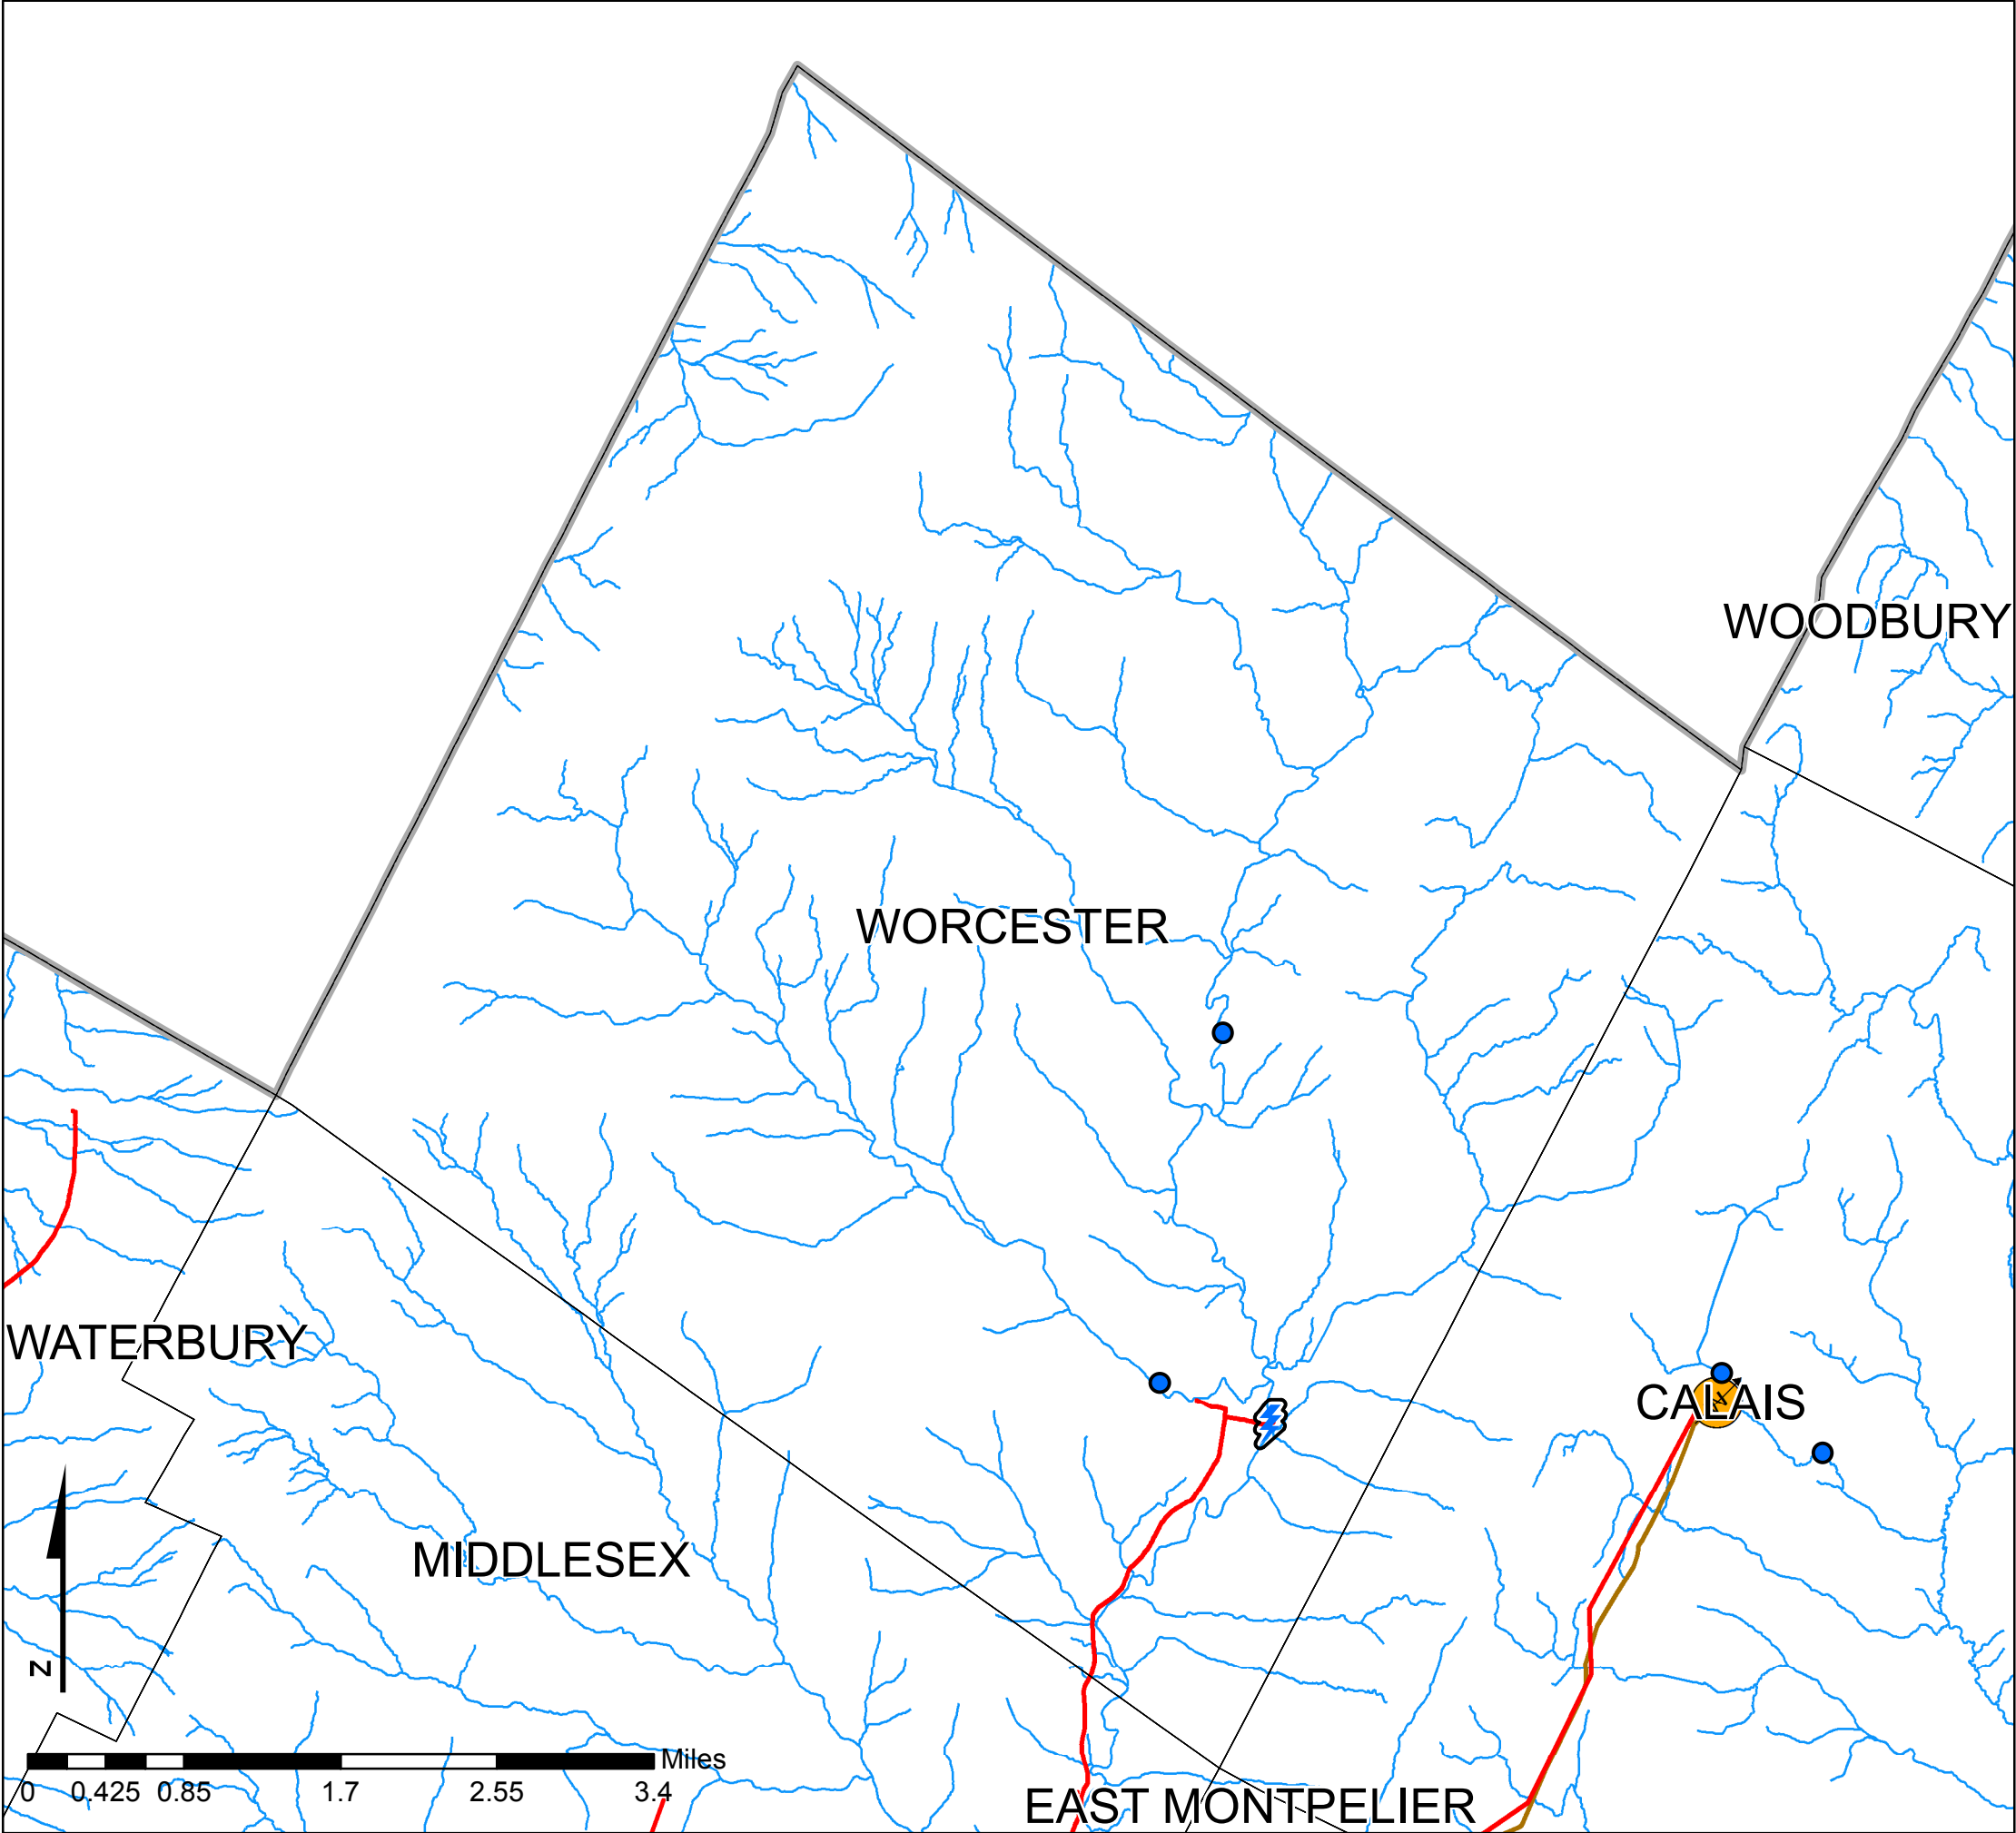 WOODBURY
WORCESTER
WATERBURY
CALAIS
MIDDLESEX
N
Miles
0 0.425 0.85 1.7 2.55 3.4
EAST MONTPELIER